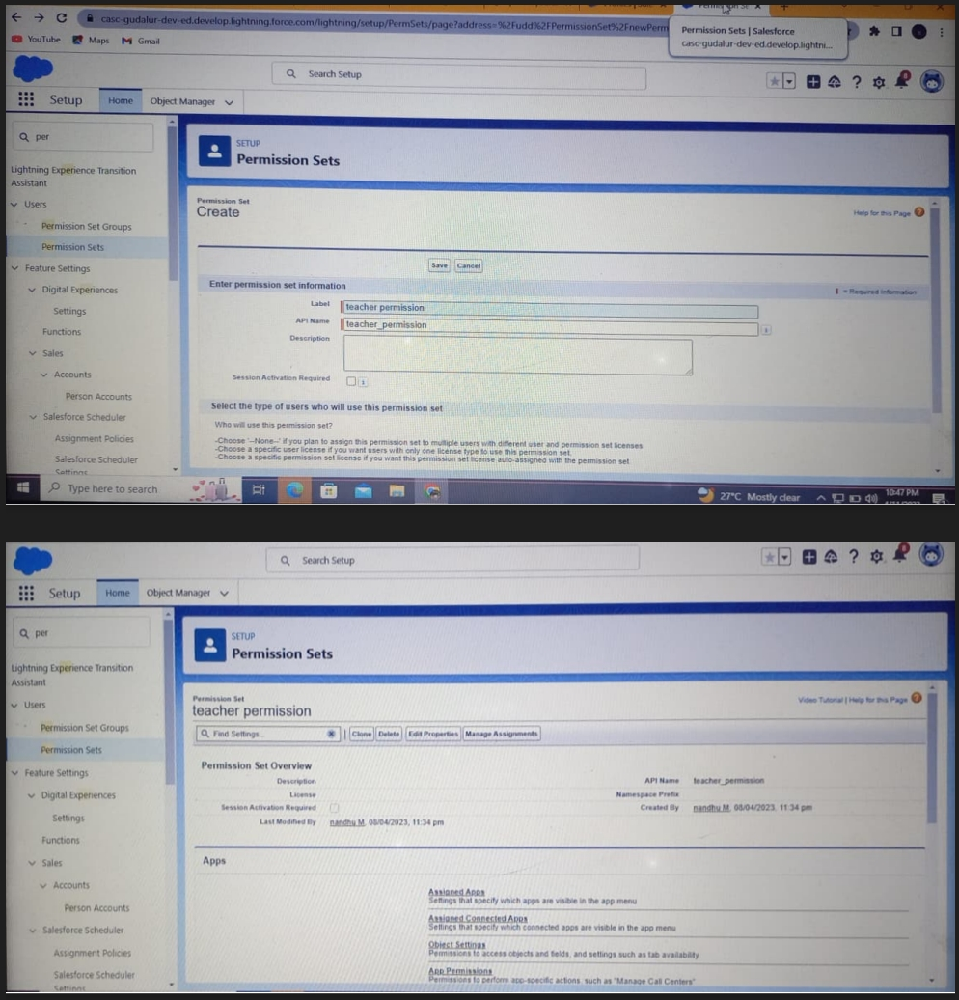 Permission Se
casc-gudalur-dev-ed.develop.lightning.force.com/lightning/setup/PermSets/page?address=%2Fudd%2FPermissionSet%2FnewPerm
Permission Sets | Salesforce
casc-gudalur-dev-ed.develop.lightni...
YouTube Maps Gmail
Search Setup
Setup Home Object Manager
per
SETUP
Permission Sets
Lightning Experience Transition
Assistant
Users
Permission Set Groups
Permission Sets
Feature Settings
Digital Experiences
Settings
Functions
Sales
Accounts
Person Accounts
Salesforce Scheduler
Assignment Policies
Salesforce Scheduler
Settings
Permission Set
Create
Help for this Page
Save Cancel
Enter permission set information
= Required Information
Label teacher permission
API Name teacher_permission
Description
Session Activation Required
Select the type of users who will use this permission set
Who will use this permission set?
-Choose '--None--' if you plan to assign this permission set to multiple users with different user and permission set licenses.
-Choose a specific user license if you want users with only one license type to use this permission set.
-Choose a specific permission set license if you want this permission set license auto-assigned with the permission set
Type here to search
27°C Mostly clear
10:47 PM
Search Setup
Setup Home Object Manager
per
SETUP
Permission Sets
Lightning Experience Transition
Assistant
Users
Permission Set Groups
Permission Sets
Feature Settings
Digital Experiences
Settings
Functions
Sales
Accounts
Person Accounts
Salesforce Scheduler
Assignment Policies
Salesforce Scheduler
Settings
Permission Set
teacher permission
Video Tutorial | Help for this Page
Find Settings... Clone Delete Edit Properties Manage Assignments
Permission Set Overview
Description
API Name teacher_permission
License
Namespace Prefix
Session Activation Required
Created By nandhu M, 08/04/2023, 11:34 pm
Last Modified By nandhu M, 08/04/2023, 11:34 pm
Apps
Assigned Apps
Settings that specify which apps are visible in the app menu
Assigned Connected Apps
Settings that specify which connected apps are visible in the app menu
Object Settings
Permissions to access objects and fields, and settings such as tab availability
App Permissions
Permissions to perform app-specific actions, such as "Manage Call Centers"